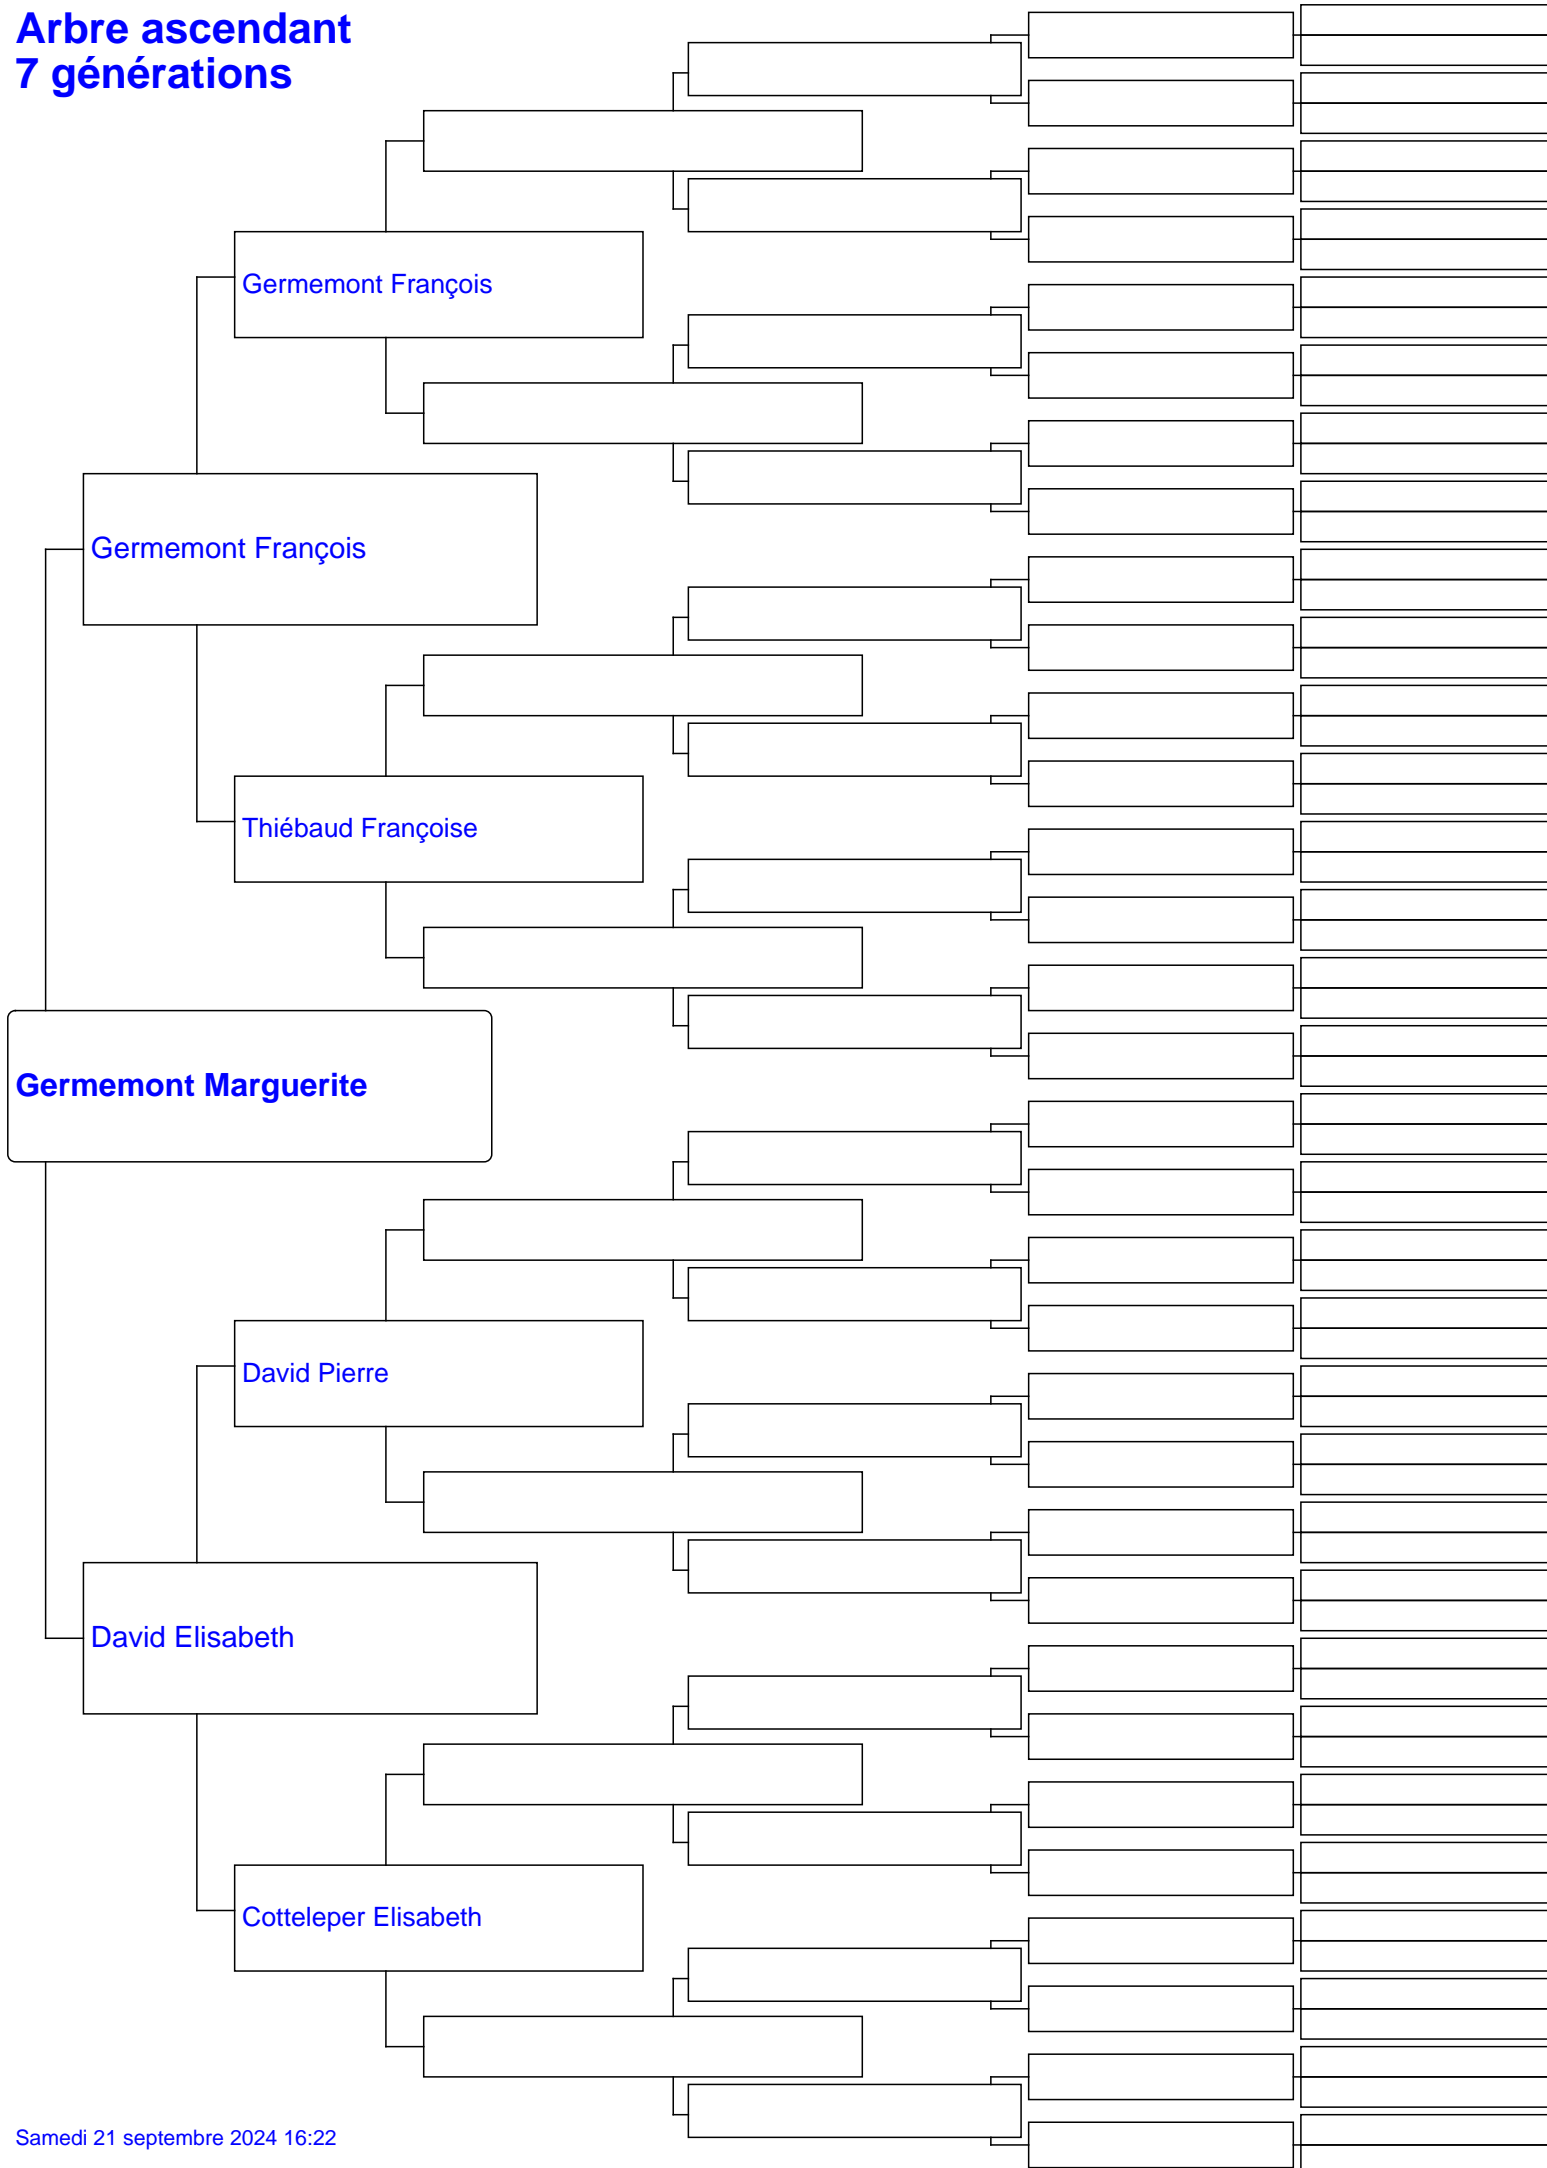 Arbre ascendant
7 générations
Germemont François
Germemont François
Thiébaud Françoise
Germemont Marguerite
David Pierre
David Elisabeth
Cotteleper Elisabeth
Samedi 21 septembre 2024 16:22